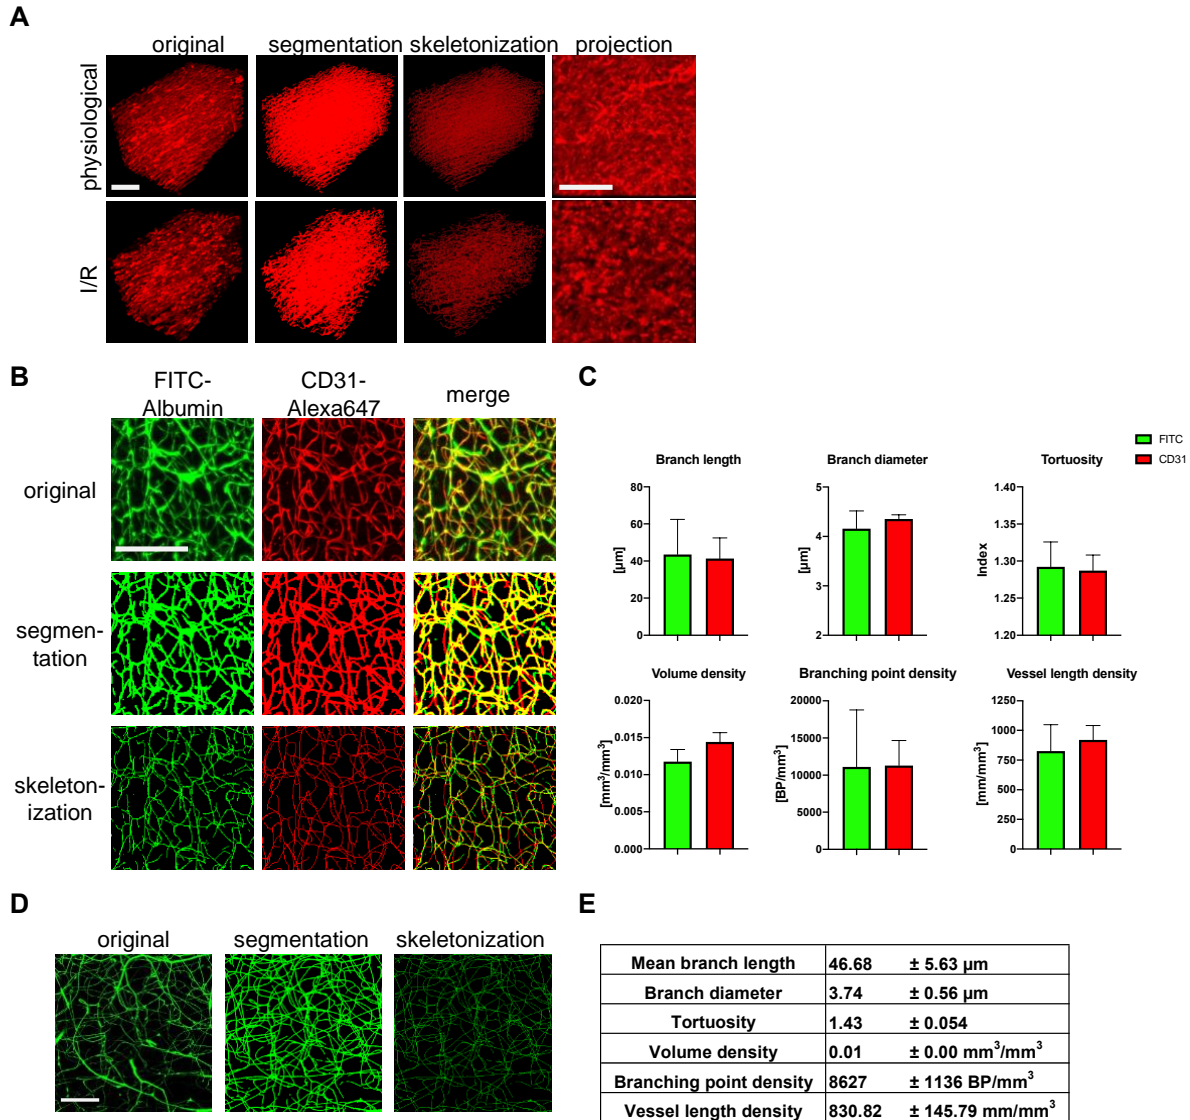 A
original segmentation skeletonization projection
physiological
I/R
B
FITC-
Albumin
CD31-
Alexa647
merge
original
segmen-
tation
skeleton-
ization
C
FITC
CD31
Branch length
80
60
40
20
0
[µm]
Branch diameter
5
4
3
2
[µm]
Tortuosity
1.40
1.35
1.30
1.25
1.20
Index
Volume density
0.020
0.015
0.010
0.005
0.000
[mm³/mm³]
Branching point density
20000
15000
10000
5000
0
[BP/mm³]
Vessel length density
1250
1000
750
500
250
0
[mm/mm³]
D
original segmentation skeletonization
E
Mean branch length 46.68 ± 5.63 µm
Branch diameter 3.74 ± 0.56 µm
Tortuosity 1.43 ± 0.054
Volume density 0.01 ± 0.00 mm³/mm³
Branching point density 8627 ± 1136 BP/mm³
Vessel length density 830.82 ± 145.79 mm/mm³